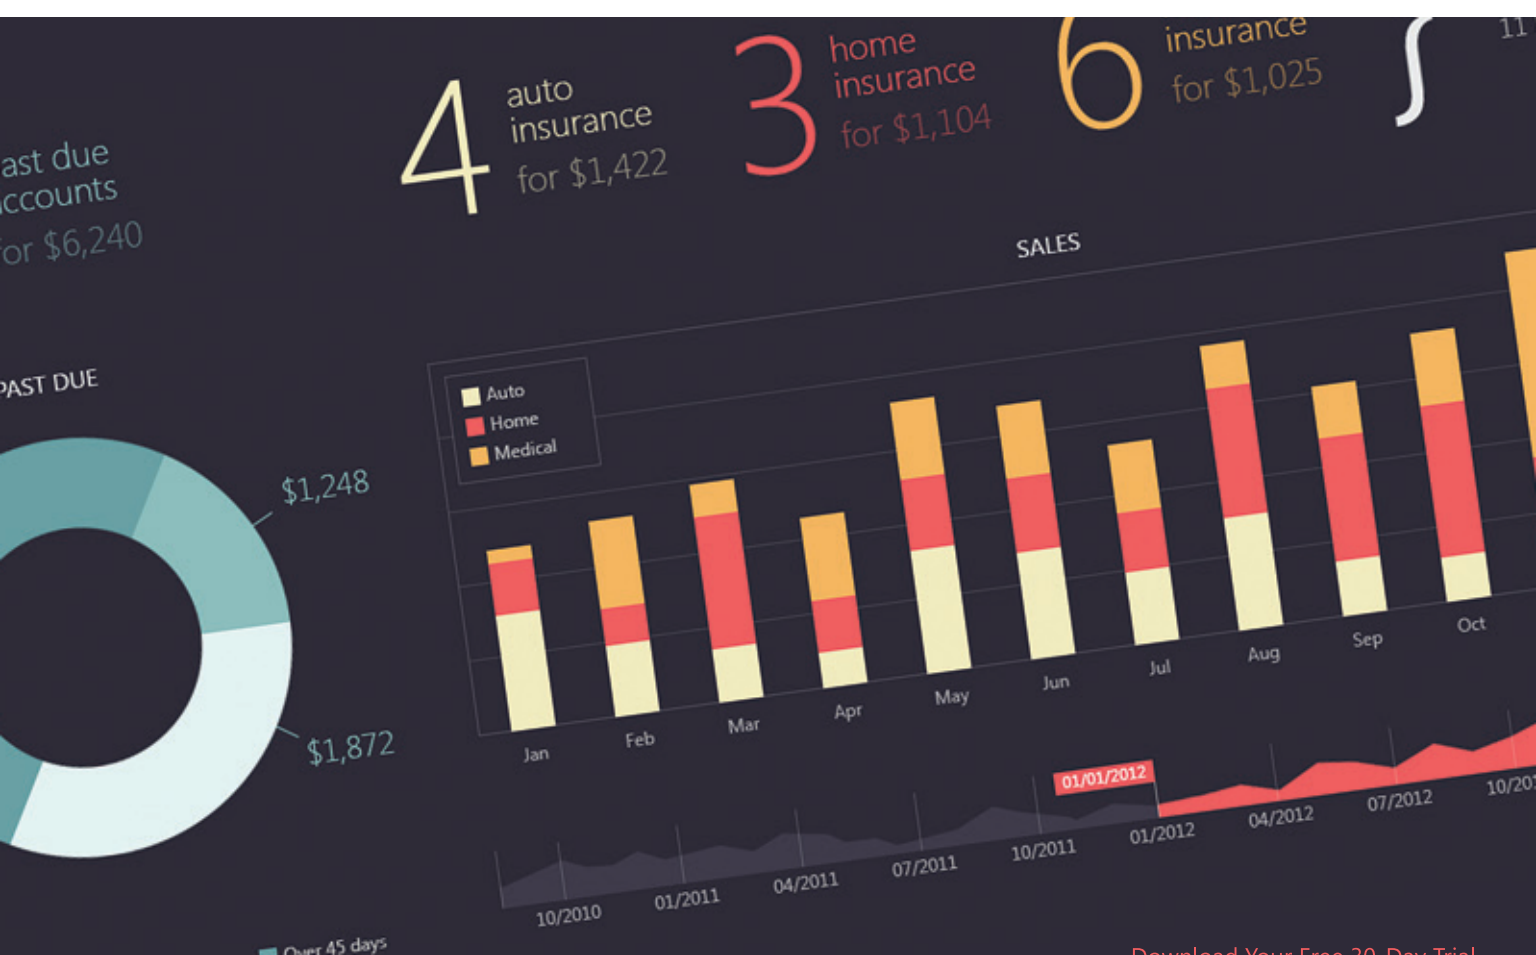 ast due
accounts
for $6,240
4
auto
insurance
for $1,422
3
home
insurance
for $1,104
6
insurance
for $1,025
11
PAST DUE
$1,248
$1,872
Over 45 days
SALES
Auto
Home
Medical
Jan
Feb
Mar
Apr
May
Jun
Jul
Aug
Sep
Oct
01/01/2012
10/2010
01/2011
04/2011
07/2011
10/2011
01/2012
04/2012
07/2012
10/201
Download Your Free 30-Day Trial